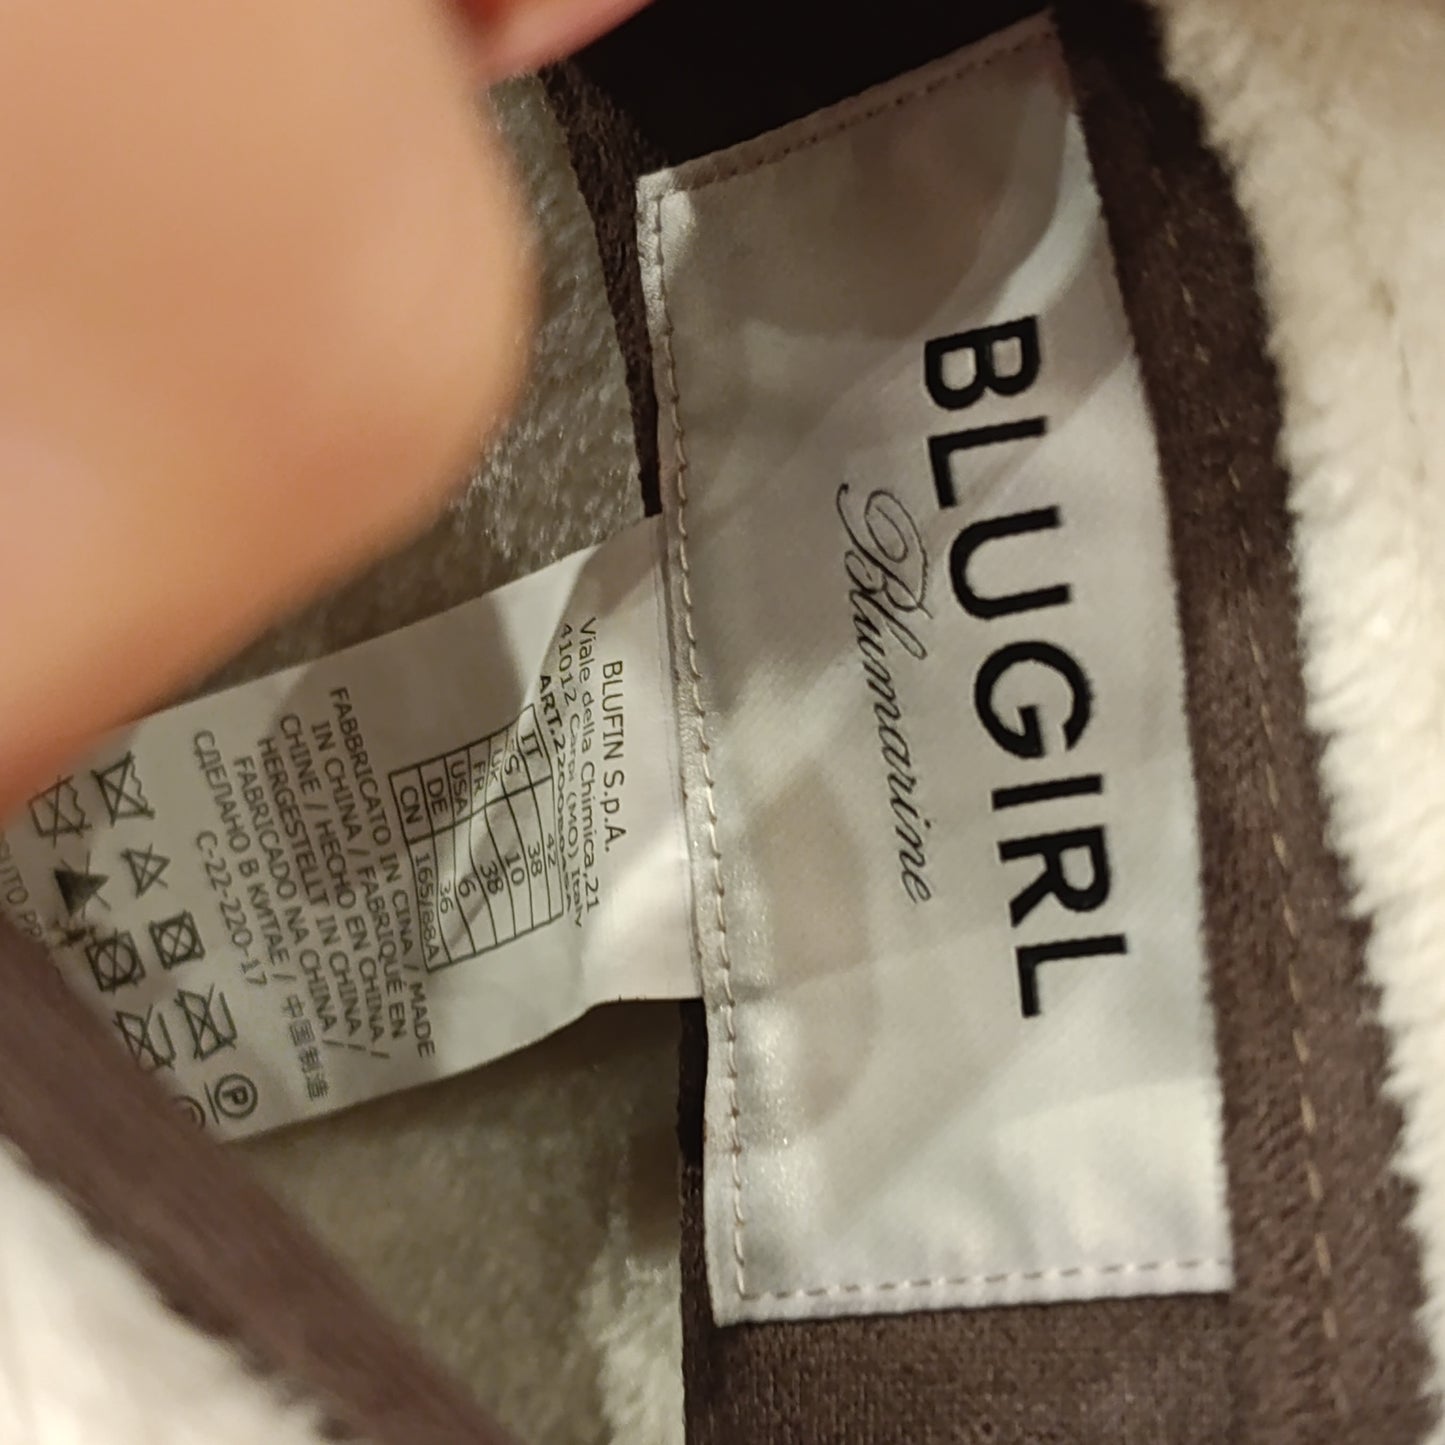 BLUGIRL
Blumarine
BLUFIN S.p.A.
Viale della Chimica,21
41012 Carpi (MO) Italy
IT 42
38
UK 10
FR 38
USA 6
DE 36
CN 165/88A
FABBRICATO IN CINA / MADE
IN CHINA / FABRIQUÉ EN
CHINE / HECHO EN CHINA /
HERGESTELLT IN CHINA /
FABRICADO NA CHINA /
СДЕЛАНО В КИТАЕ / 中国制造
C-22-220-17
P